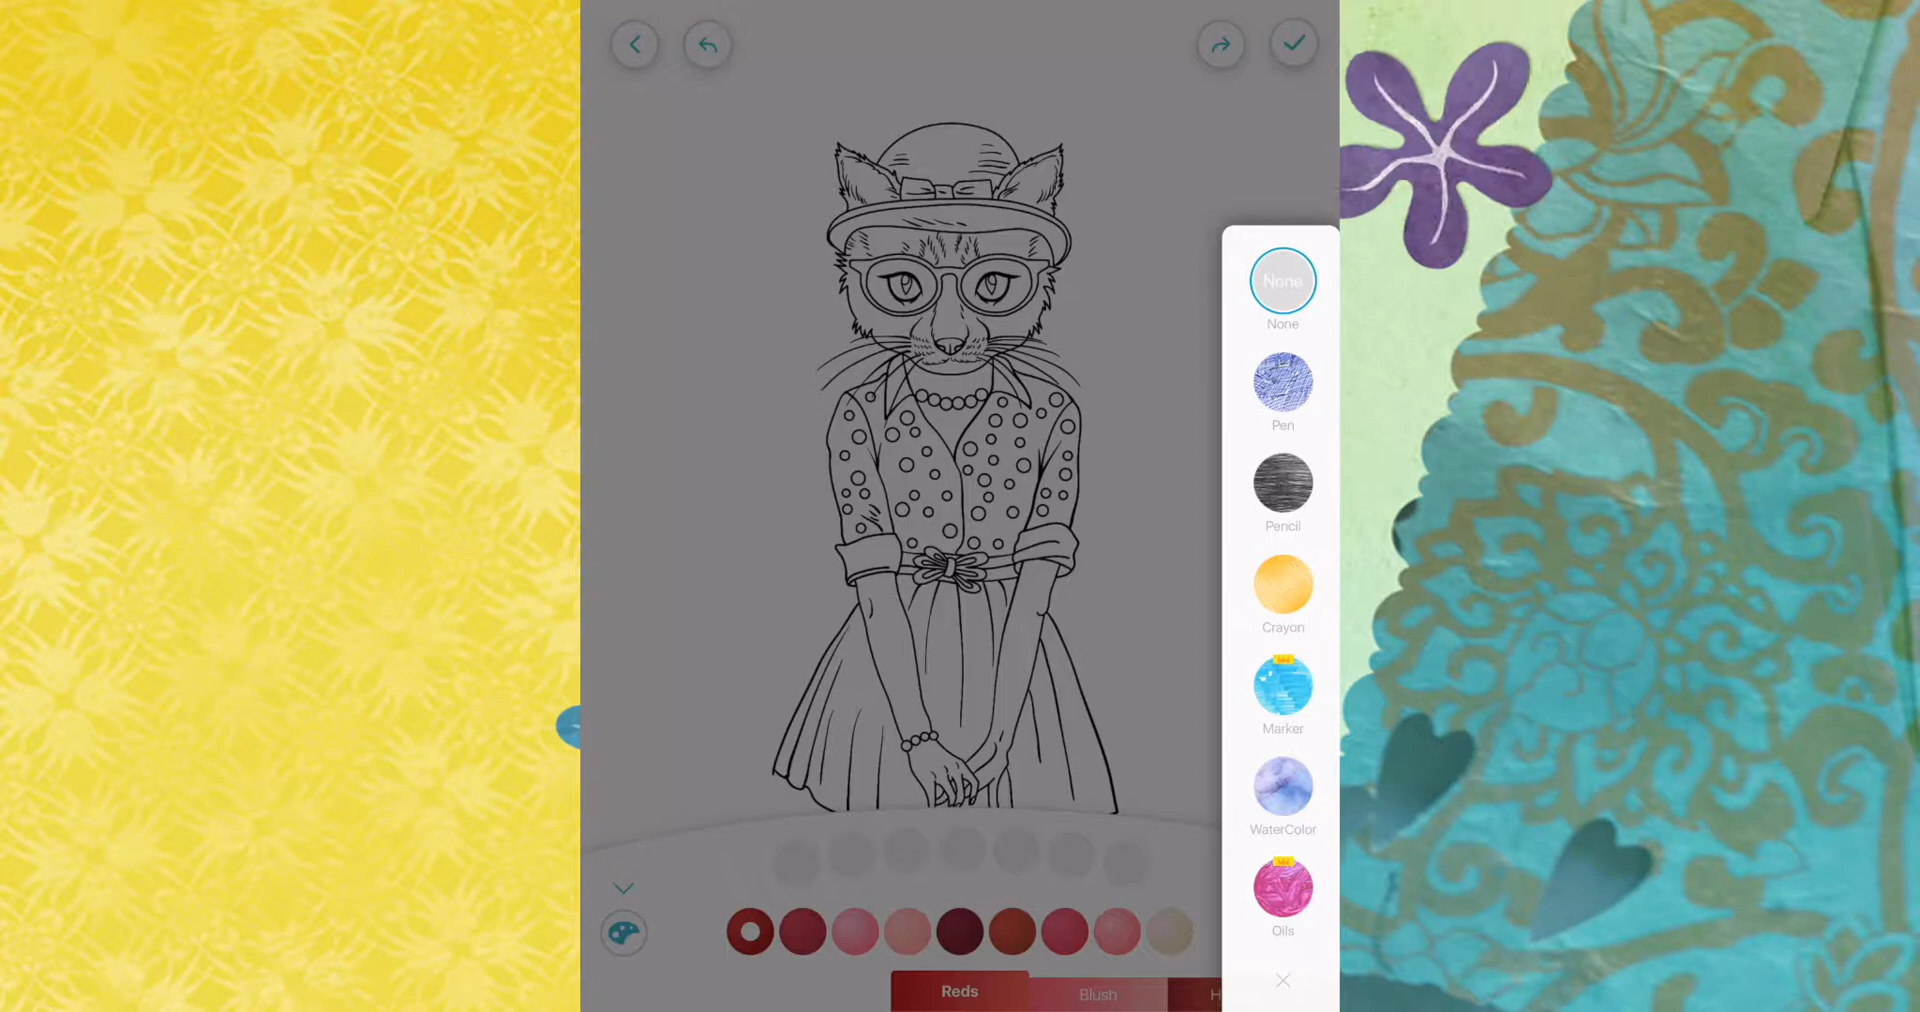 None
None
Pen
Pencil
Crayon
Marker
WaterColor
Oils
Reds
Blush
H